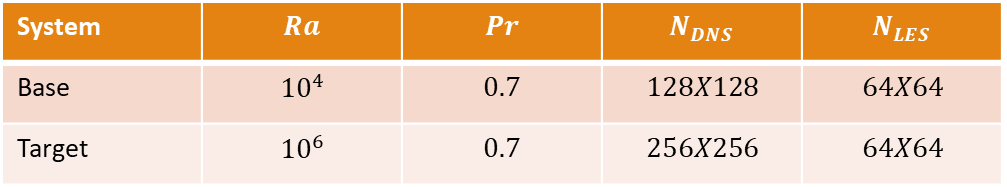 System Ra Pr N_DNS N_LES
Base 10^4 0.7 128X128 64X64
Target 10^6 0.7 256X256 64X64